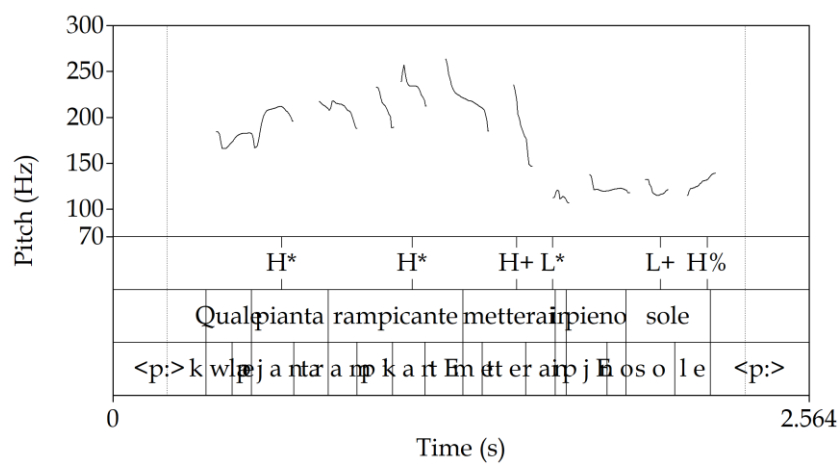 300
250
200
150
100
70
Pitch (Hz)
H* H* H+ L* L+ H%
Quale pianta rampicante metterai in pieno sole
<p:> k w l a n t a r a m p k a n t E m e t e r a i n p j E n o s o l e <p:>
0 2.564
Time (s)